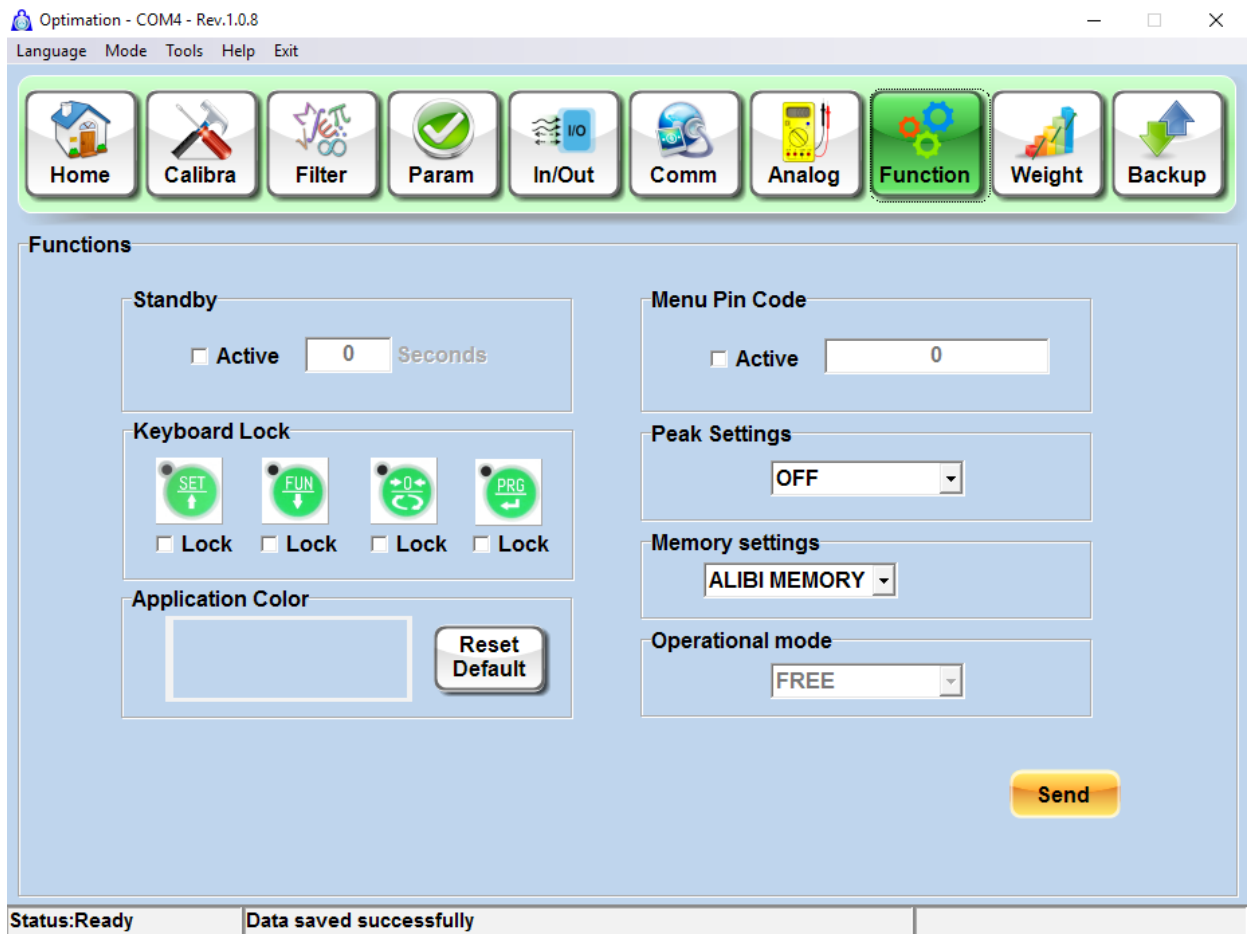 Optimation - COM4 - Rev.1.0.8
Language Mode Tools Help Exit
Home Calibra Filter Param In/Out Comm Analog Function Weight Backup
I/O
Functions
Standby
Active 0 Seconds
Menu Pin Code
Active 0
Keyboard Lock
SET FUN →0← PRG
Lock Lock Lock Lock
Peak Settings
OFF
Memory settings
ALIBI MEMORY
Application Color
Reset
Default
Operational mode
FREE
Send
Status:Ready Data saved successfully